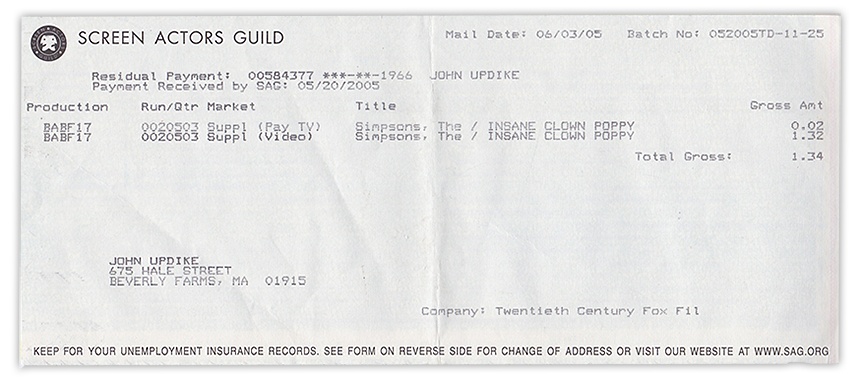 SCREEN ACTORS GUILD
Mail Date: 06/03/05 Batch No: 052005TD-11-25
Residual Payment: 00584377 ***-**-1966 JOHN UPDIKE
Payment Received by SAG: 05/20/2005
Production Run/Qtr Market Title Gross Amt
BABF17 0020503 Suppl (Pay TV) Simpsons, The / INSANE CLOWN POPPY 0.02
BABF17 0020503 Suppl (Video) Simpsons, The / INSANE CLOWN POPPY 1.32
Total Gross: 1.34
JOHN UPDIKE
675 HALE STREET
BEVERLY FARMS, MA 01915
Company: Twentieth Century Fox Fil
KEEP FOR YOUR UNEMPLOYMENT INSURANCE RECORDS. SEE FORM ON REVERSE SIDE FOR CHANGE OF ADDRESS OR VISIT OUR WEBSITE AT WWW.SAG.ORG